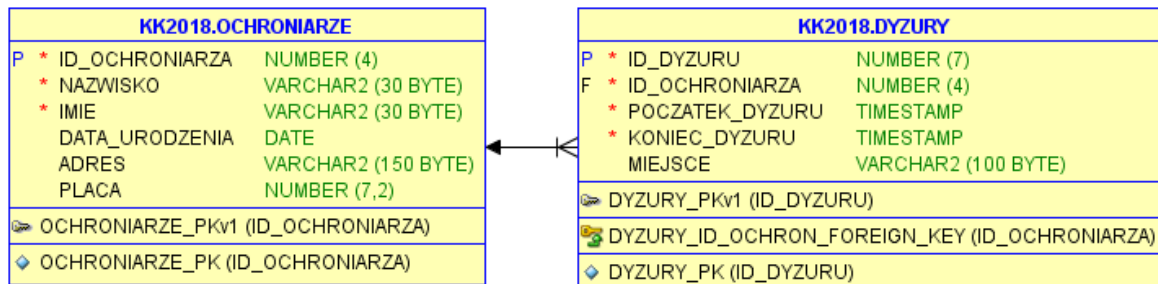 KK2018.OCHRONIARZE
P * ID_OCHRONIARZA NUMBER (4)
* NAZWISKO VARCHAR2 (30 BYTE)
* IMIE VARCHAR2 (30 BYTE)
DATA_URODZENIA DATE
ADRES VARCHAR2 (150 BYTE)
PLACA NUMBER (7,2)
OCHRONIARZE_PKv1 (ID_OCHRONIARZA)
OCHRONIARZE_PK (ID_OCHRONIARZA)
KK2018.DYZURY
P * ID_DYZURU NUMBER (7)
F * ID_OCHRONIARZA NUMBER (4)
* POCZATEK_DYZURU TIMESTAMP
* KONIEC_DYZURU TIMESTAMP
MIEJSCE VARCHAR2 (100 BYTE)
DYZURY_PKv1 (ID_DYZURU)
DYZURY_ID_OCHRON_FOREIGN_KEY (ID_OCHRONIARZA)
DYZURY_PK (ID_DYZURU)